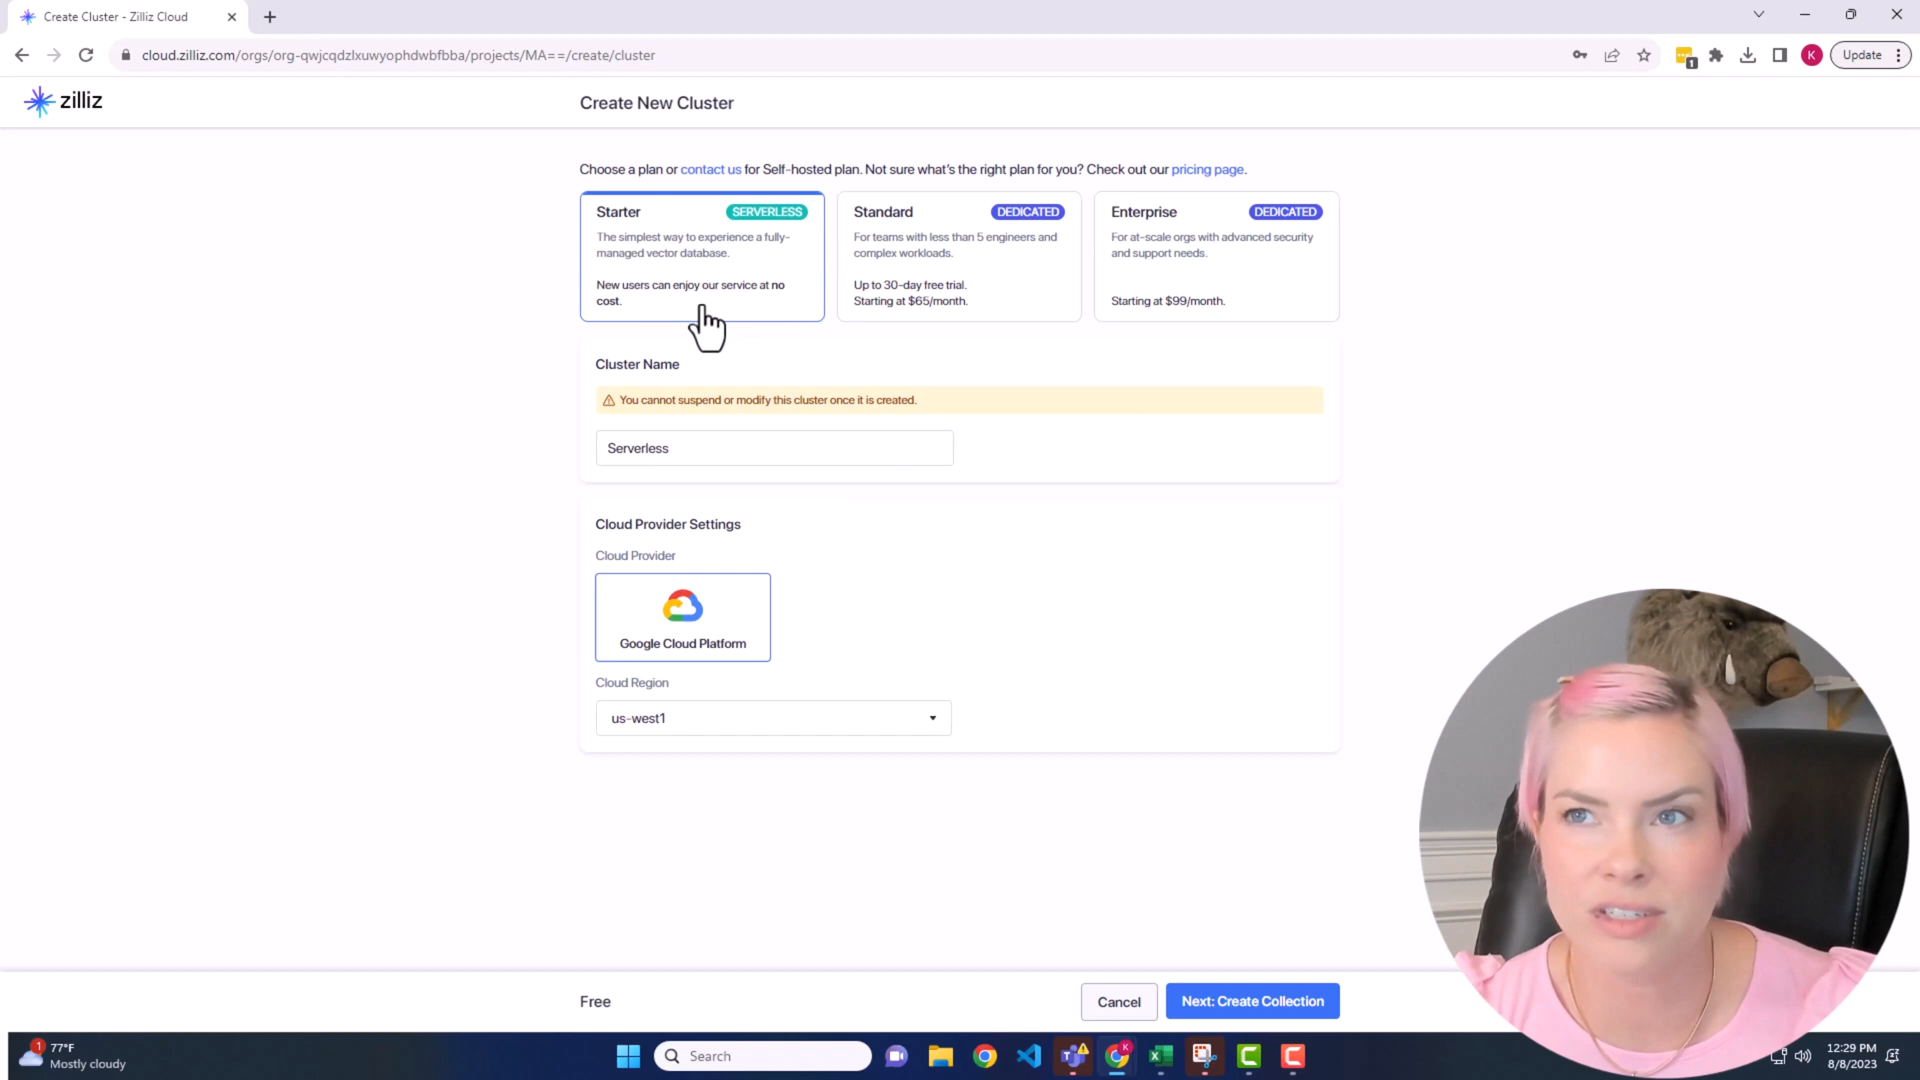 Create Cluster - Zilliz Cloud
cloud.zilliz.com/orgs/org-qwjcqdzlxuwyophdwbfbba/projects/MA==/create/cluster
1
K
Update
zilliz
Create New Cluster
Choose a plan or contact us for Self-hosted plan. Not sure what's the right plan for you? Check out our pricing page.
Starter SERVERLESS
The simplest way to experience a fully-
managed vector database.
New users can enjoy our service at no
cost.
Standard DEDICATED
For teams with less than 5 engineers and
complex workloads.
Up to 30-day free trial.
Starting at $65/month.
Enterprise DEDICATED
For at-scale orgs with advanced security
and support needs.
Starting at $99/month.
Cluster Name
You cannot suspend or modify this cluster once it is created.
Serverless
Cloud Provider Settings
Cloud Provider
Google Cloud Platform
Cloud Region
us-west1
Free
Cancel
Next: Create Collection
1
77°F
Mostly cloudy
Search
K
12:29 PM
8/8/2023